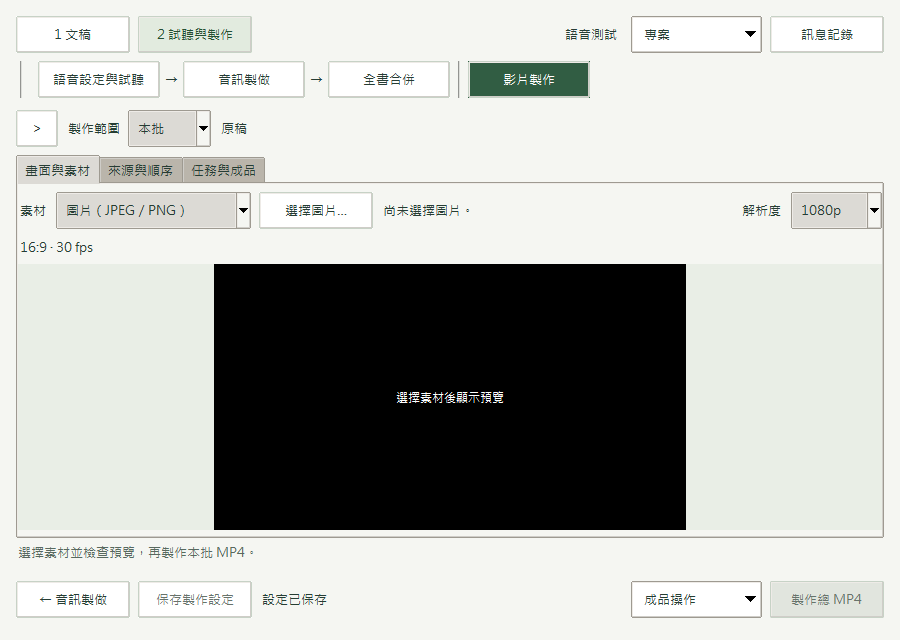 1 文稿 2 試聽與製作 語音測試 專案 訊息記錄
語音設定與試聽 → 音訊製做 → 全書合併 影片製作
> 製作範圍 本批 原稿
畫面與素材 來源與順序 任務與成品
素材 圖片 ( JPEG / PNG ) 選擇圖片... 尚未選擇圖片。 解析度 1080p
16:9 · 30 fps
選擇素材後顯示預覽
選擇素材並檢查預覽，再製作本批 MP4。
← 音訊製做 保存製作設定 設定已保存 成品操作 製作總 MP4